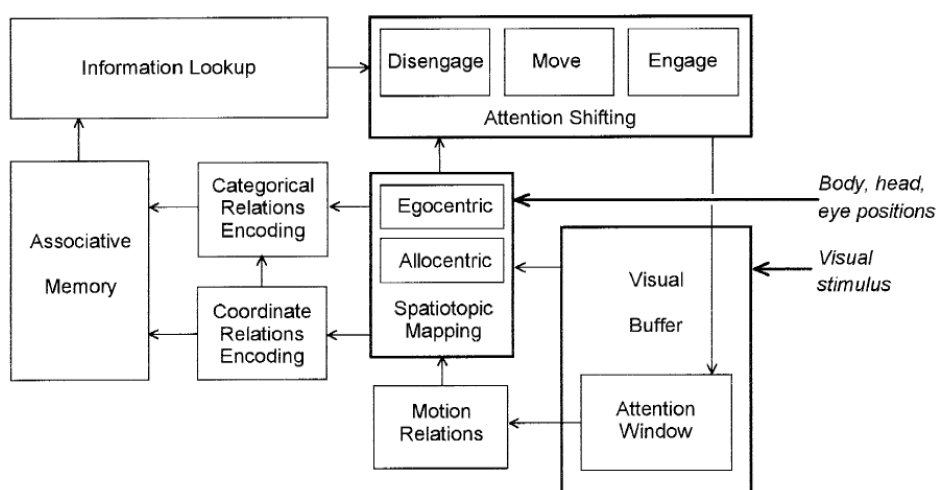 Information Lookup
Disengage
Move
Engage
Attention Shifting
Associative
Memory
Categorical
Relations
Encoding
Coordinate
Relations
Encoding
Egocentric
Allocentric
Spatiotopic
Mapping
Motion
Relations
Visual
Buffer
Attention
Window
Body, head,
eye positions
Visual
stimulus